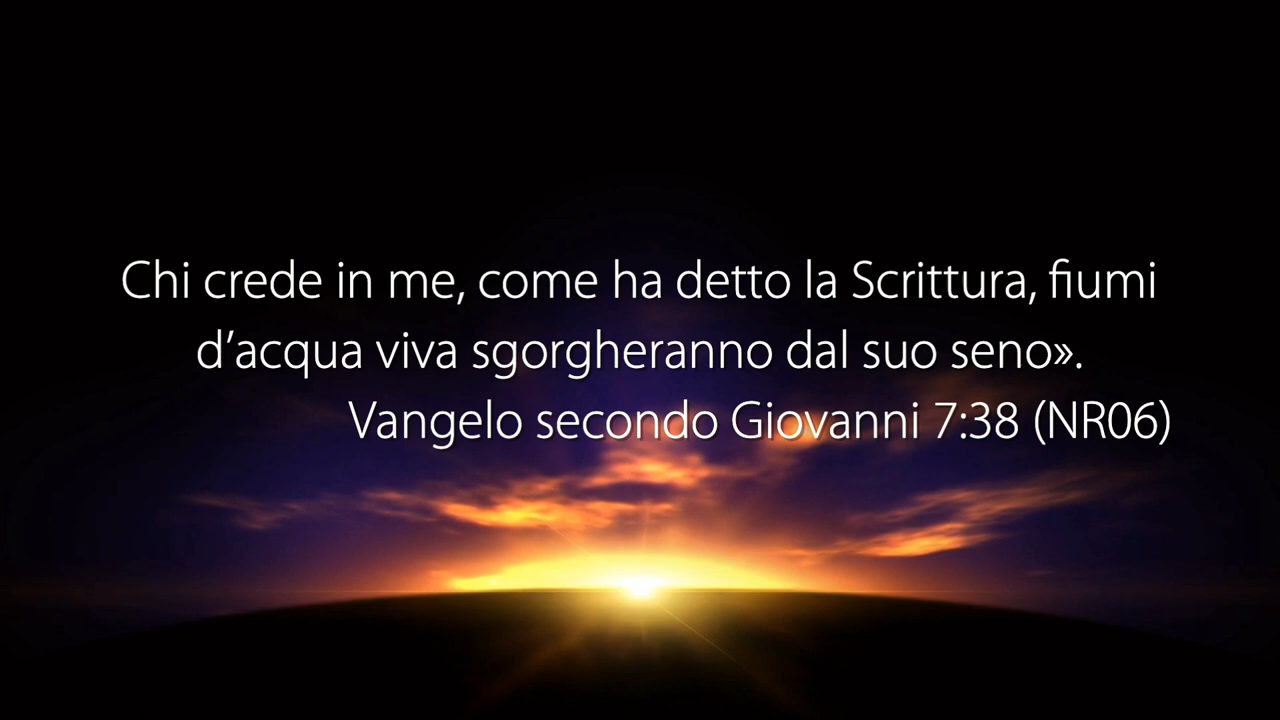 Chi crede in me, come ha detto la Scrittura, fiumi
d’acqua viva sgorgheranno dal suo seno».
Vangelo secondo Giovanni 7:38 (NR06)